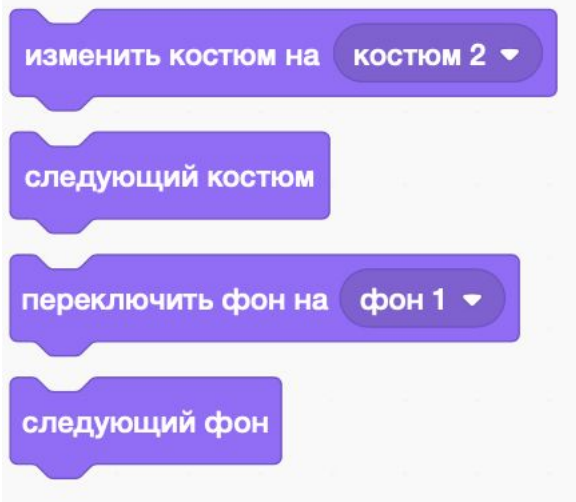 изменить костюм на костюм 2
следующий костюм
переключить фон на фон 1
следующий фон